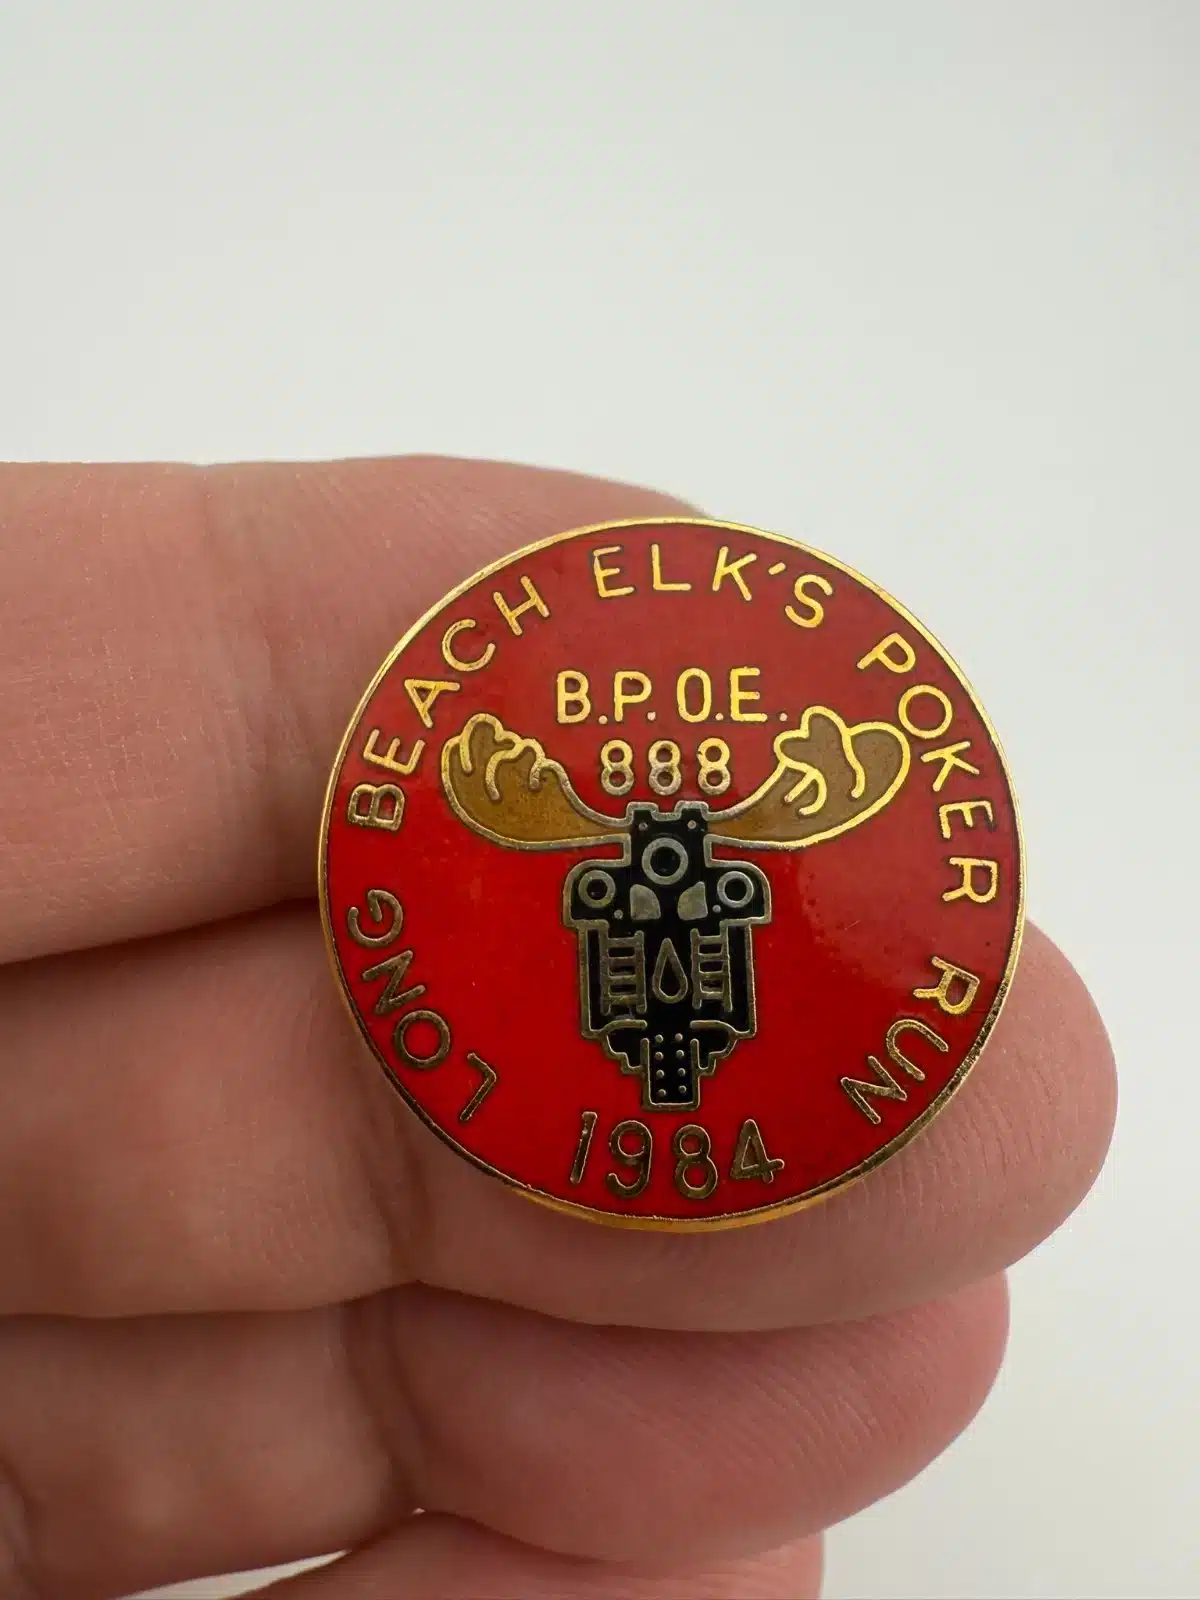 LONG BEACH ELK'S POKER RUN
B.P.O.E.
888
1984